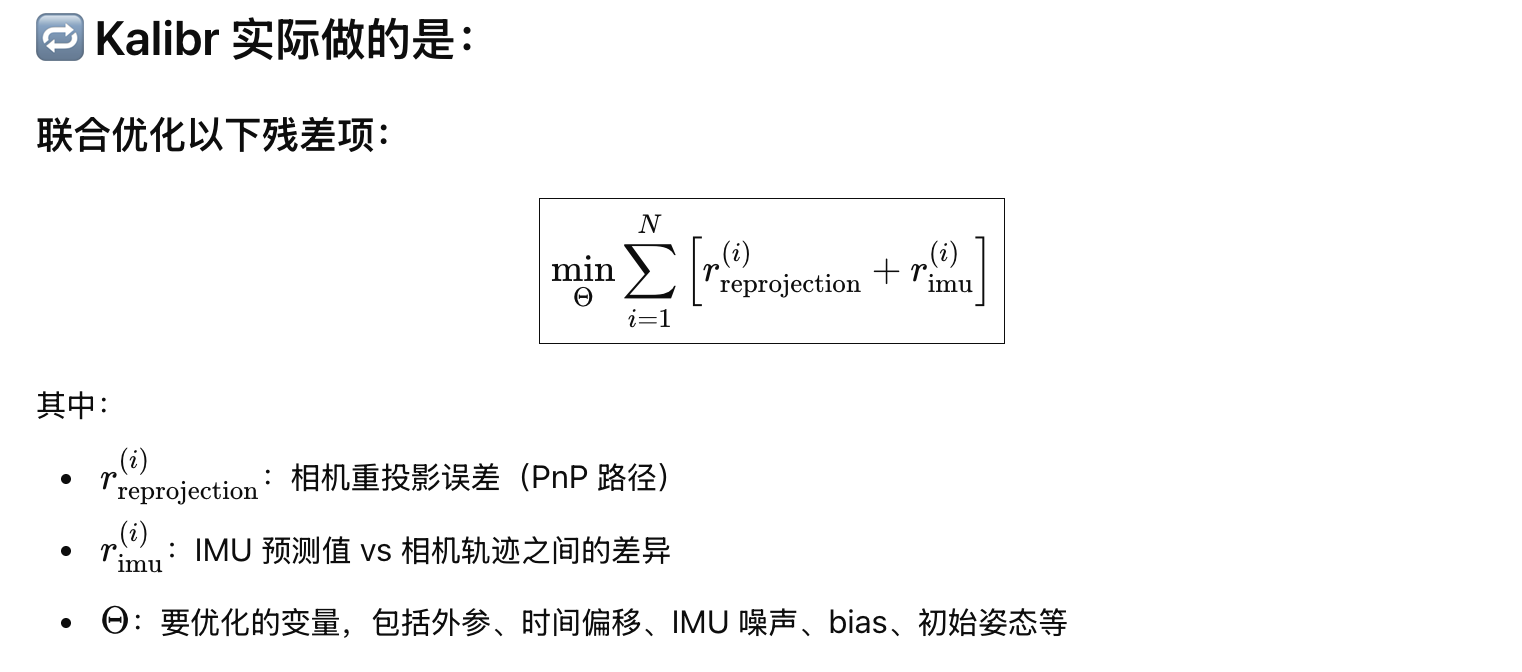 🔁 Kalibr 实际做的是：
联合优化以下残差项：
$$\boxed{\min_{\Theta} \sum_{i=1}^{N} \left[ r_{\text{reprojection}}^{(i)} + r_{\text{imu}}^{(i)} \right]}$$
其中：
• $r_{\text{reprojection}}^{(i)}$：相机重投影误差（PnP 路径）
• $r_{\text{imu}}^{(i)}$：IMU 预测值 vs 相机轨迹之间的差异
• $\Theta$：要优化的变量，包括外参、时间偏移、IMU 噪声、bias、初始姿态等